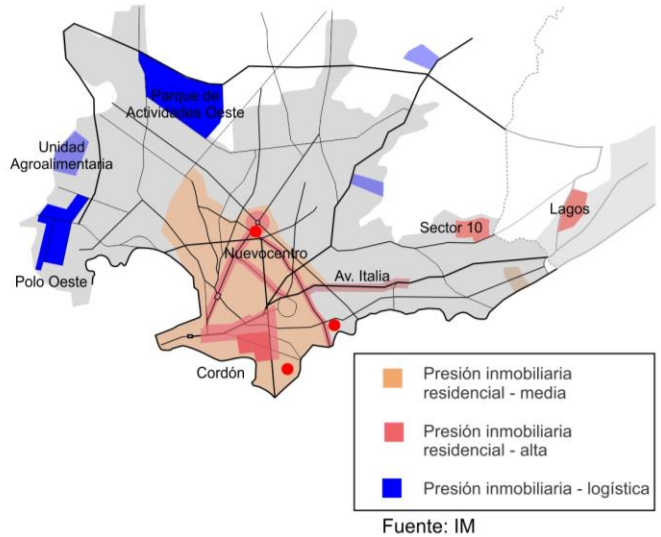 Parque de
Actividades Oeste
Unidad
Agroalimentaria
Sector 10
Lagos
Nuevocentro
Av. Italia
Polo Oeste
Cordón
Presión inmobiliaria
residencial - media
Presión inmobiliaria
residencial - alta
Presión inmobiliaria - logística
Fuente: IM